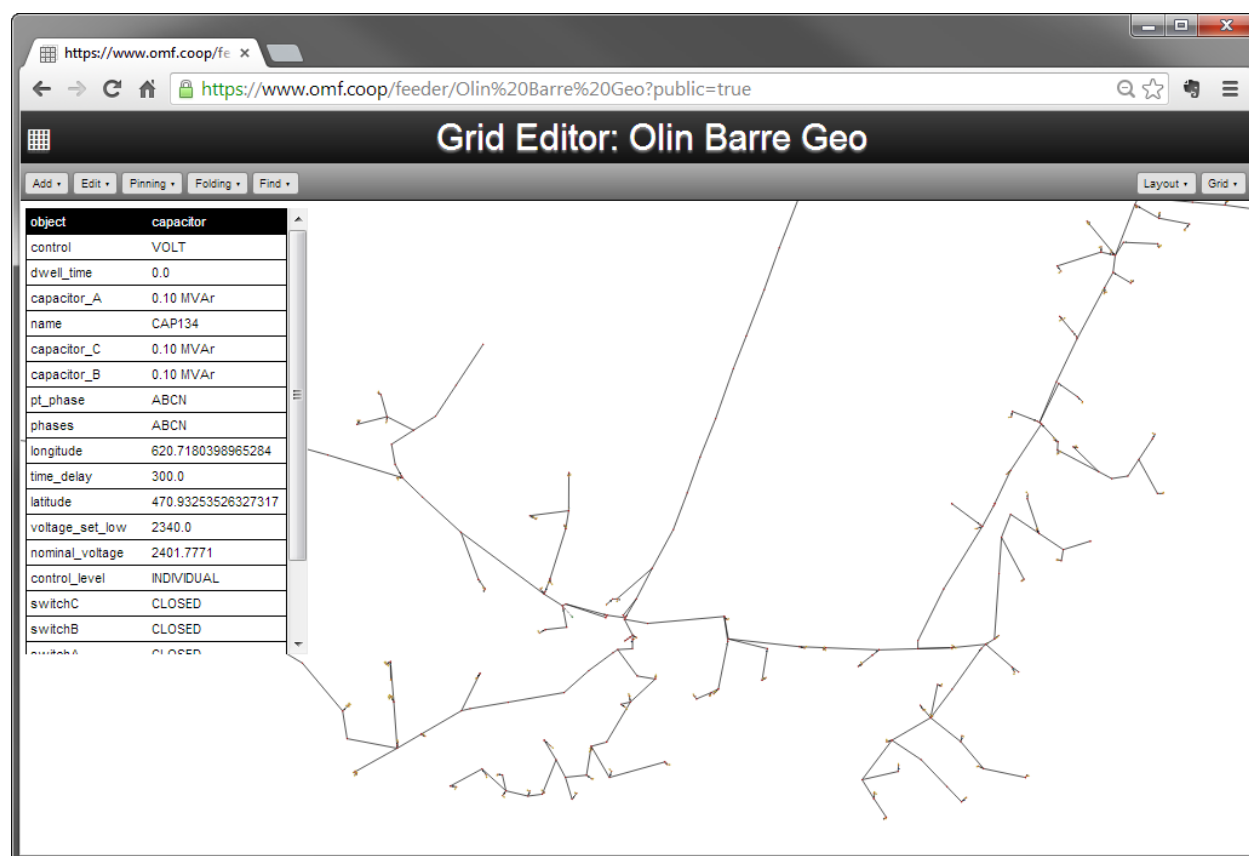 https://www.omf.coop/fe
https://www.omf.coop/feeder/Olin%20Barre%20Geo?public=true
Grid Editor: Olin Barre Geo
Add Edit Pinning Folding Find Layout Grid
object capacitor
control VOLT
dwell_time 0.0
capacitor_A 0.10 MVAr
name CAP134
capacitor_C 0.10 MVAr
capacitor_B 0.10 MVAr
pt_phase ABCN
phases ABCN
longitude 620.7180398965284
time_delay 300.0
latitude 470.93253526327317
voltage_set_low 2340.0
nominal_voltage 2401.7771
control_level INDIVIDUAL
switchC CLOSED
switchB CLOSED
switchA CLOSED